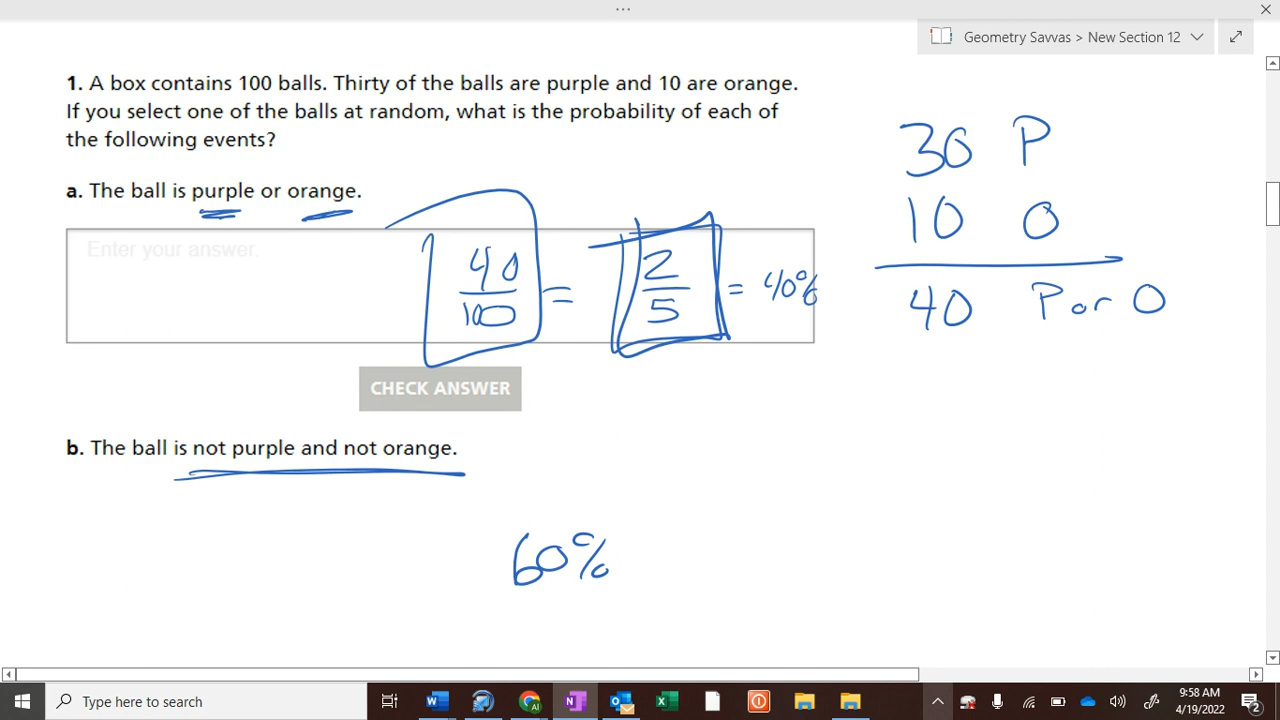 Geometry Savvas > New Section 12
1. A box contains 100 balls. Thirty of the balls are purple and 10 are orange.
If you select one of the balls at random, what is the probability of each of
the following events?
a. The ball is purple or orange.
Enter your answer.
40/100 = 2/5 = 40%
30 P
10 O
40 P or O
CHECK ANSWER
b. The ball is not purple and not orange.
60%
Type here to search
9:58 AM
4/19/2022
2